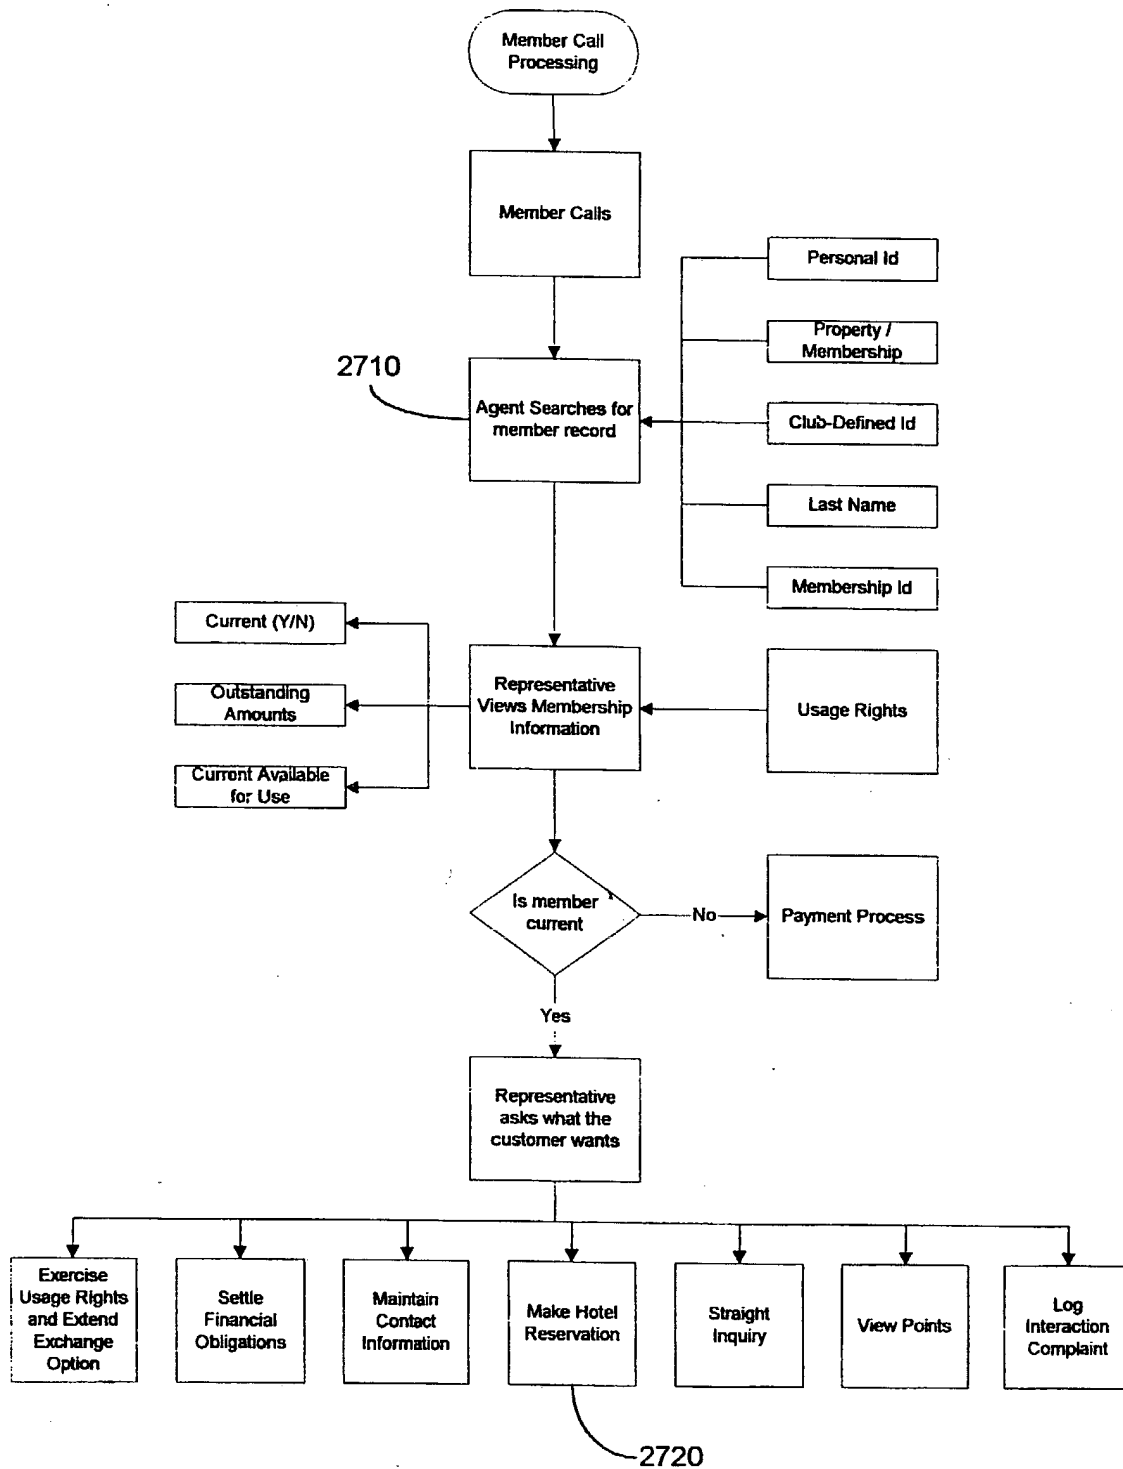 Member Call
Processing
Member Calls
Personal Id
Property /
Membership
2710
Agent Searches for
member record
Club-Defined Id
Last Name
Membership Id
Current (Y/N)
Outstanding
Amounts
Current Available
for Use
Representative
Views Membership
Information
Usage Rights
Is member
current
No
Payment Process
Yes
Representative
asks what the
customer wants
Exercise
Usage Rights
and Extend
Exchange
Option
Settle
Financial
Obligations
Maintain
Contact
Information
Make Hotel
Reservation
Straight
Inquiry
View Points
Log
Interaction
Complaint
2720